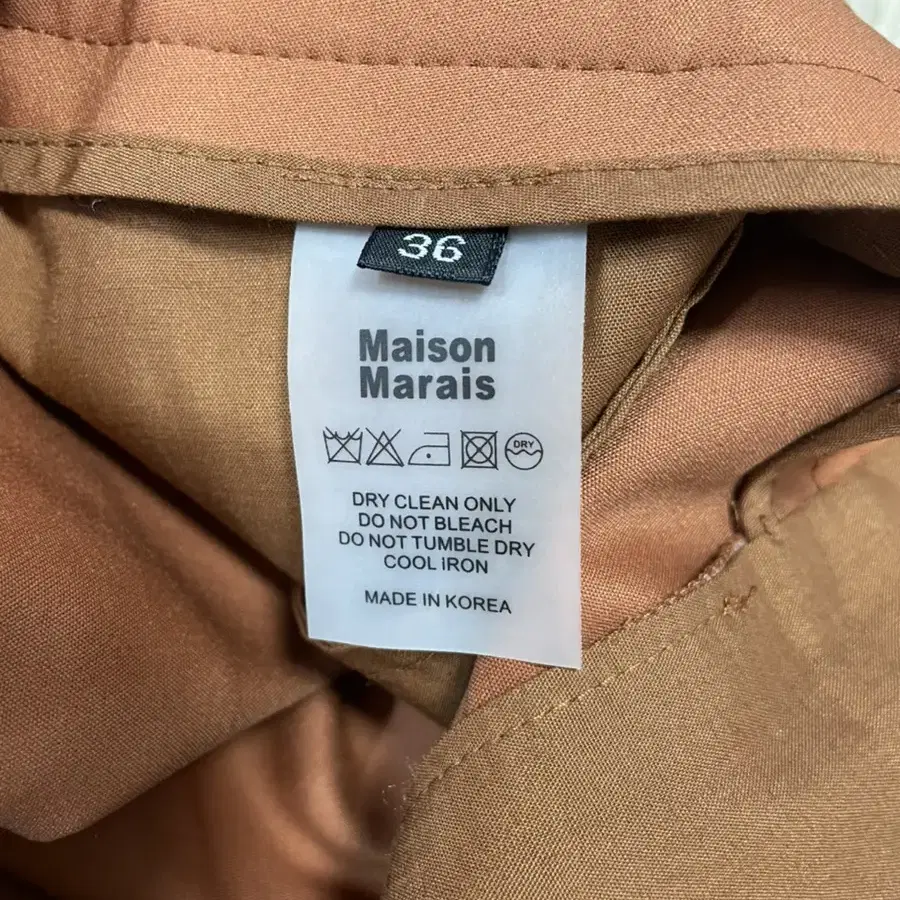 36
Maison
Marais
DRY
DRY CLEAN ONLY
DO NOT BLEACH
DO NOT TUMBLE DRY
COOL IRON
MADE IN KOREA